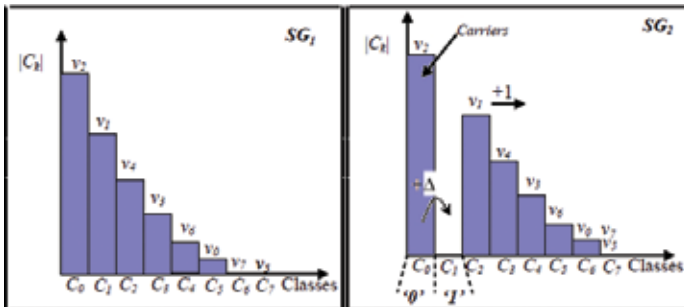 SG1
|Ck|
v2
v1
v4
v3
v6
v0
v7
v5
C0 C1 C2 C3 C4 C5 C6 C7 Classes
SG2
Carriers
|Ck|
v2
v1
+1
v4
+Δ
v3
v6
v0
v7
v5
C0 C1 C2 C3 C4 C5 C6 C7 Classes
‘0’ ‘1’